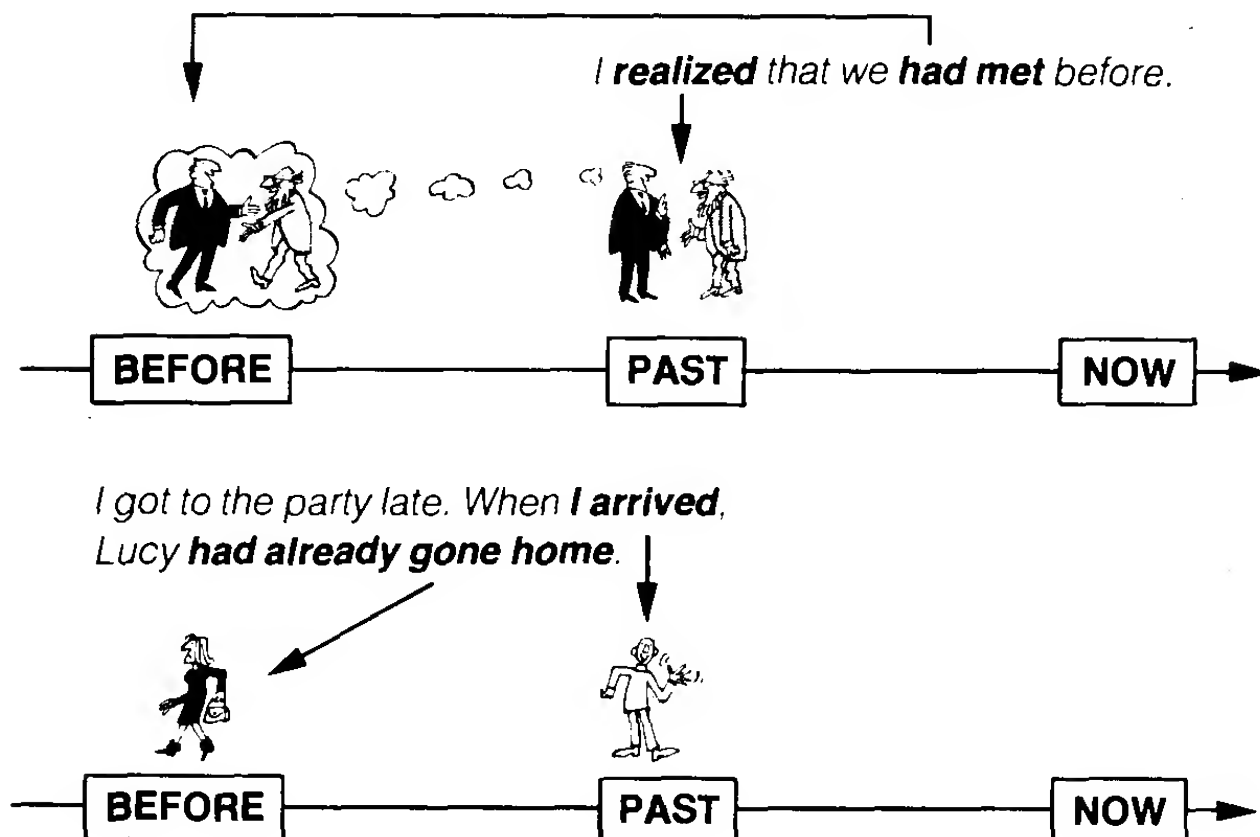 I realized that we had met before.
BEFORE PAST NOW
I got to the party late. When I arrived,
Lucy had already gone home.
BEFORE PAST NOW